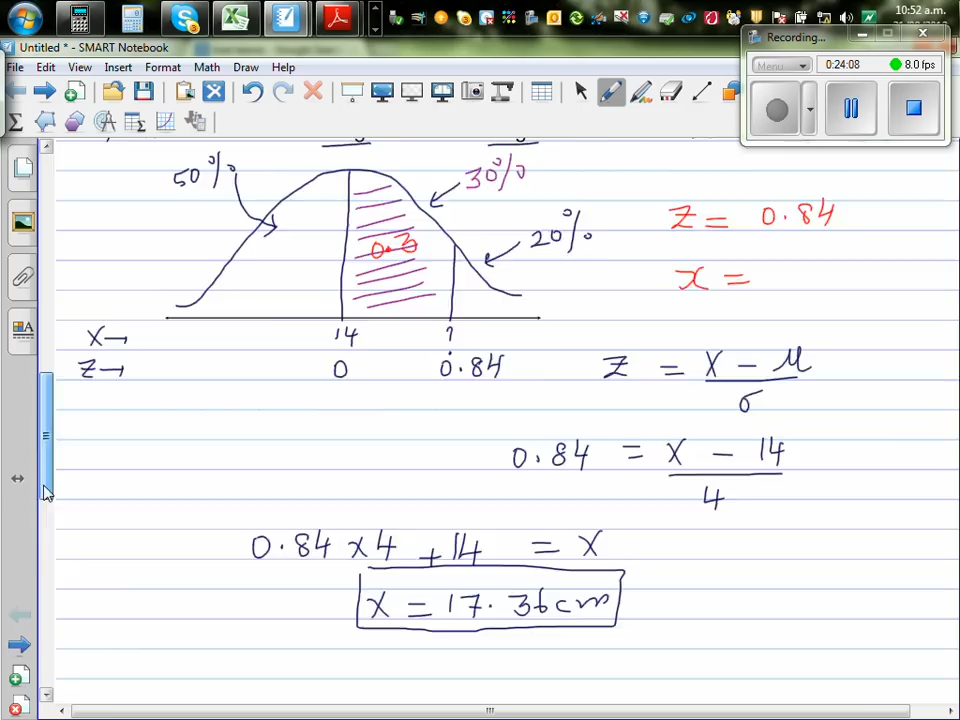 10:52 a.m.
Untitled * - SMART Notebook
Recording...
File Edit View Insert Format Math Draw Help
Menu 0:24:08 8.0 fps
50% 30%
0.3 20%
Z = 0.84
x =
X→ 14 ?
Z→ 0 0.84
Z = X - μ
σ
0.84 = X - 14
4
0.84 x 4 + 14 = X
X = 17.36 cm